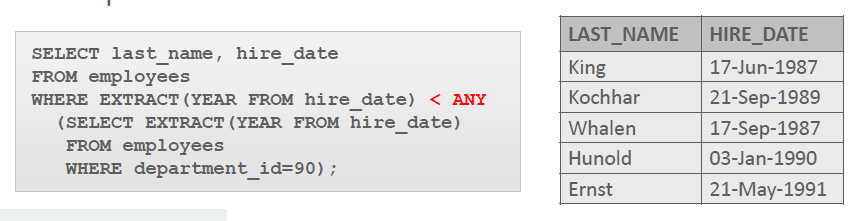 SELECT last_name, hire_date
FROM employees
WHERE EXTRACT(YEAR FROM hire_date) < ANY
(SELECT EXTRACT(YEAR FROM hire_date)
FROM employees
WHERE department_id=90);
LAST_NAME HIRE_DATE
King 17-Jun-1987
Kochhar 21-Sep-1989
Whalen 17-Sep-1987
Hunold 03-Jan-1990
Ernst 21-May-1991